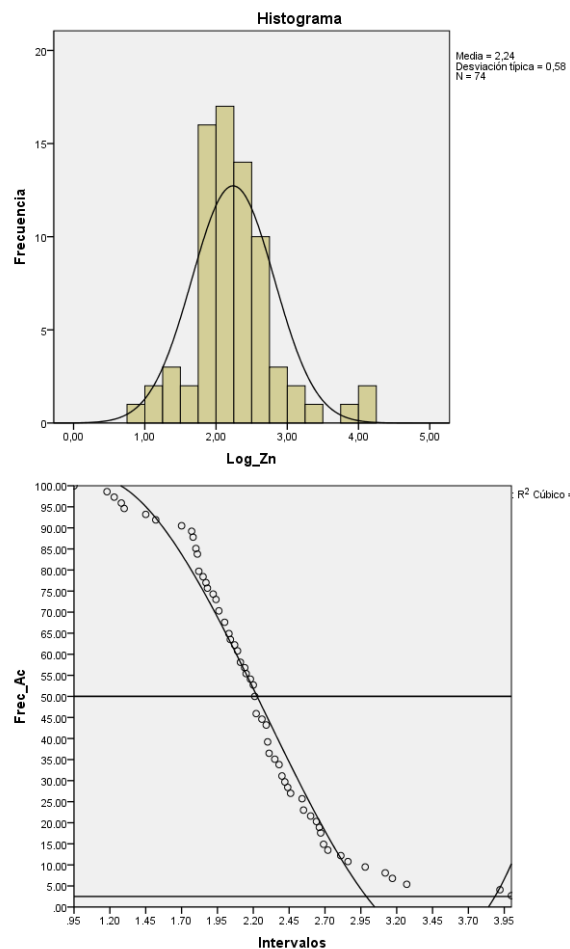 Histograma
Media = 2,24
Desviación típica = 0,58
N = 74
20
15
10
5
0
Frecuencia
0,00 1,00 2,00 3,00 4,00 5,00
Log_Zn
: R² Cúbico =
100.00
95.00
90.00
85.00
80.00
75.00
70.00
65.00
60.00
55.00
50.00
45.00
40.00
35.00
30.00
25.00
20.00
15.00
10.00
5.00
.00
Frec_Ac
.95 1.20 1.45 1.70 1.95 2.20 2.45 2.70 2.95 3.20 3.45 3.70 3.95
Intervalos